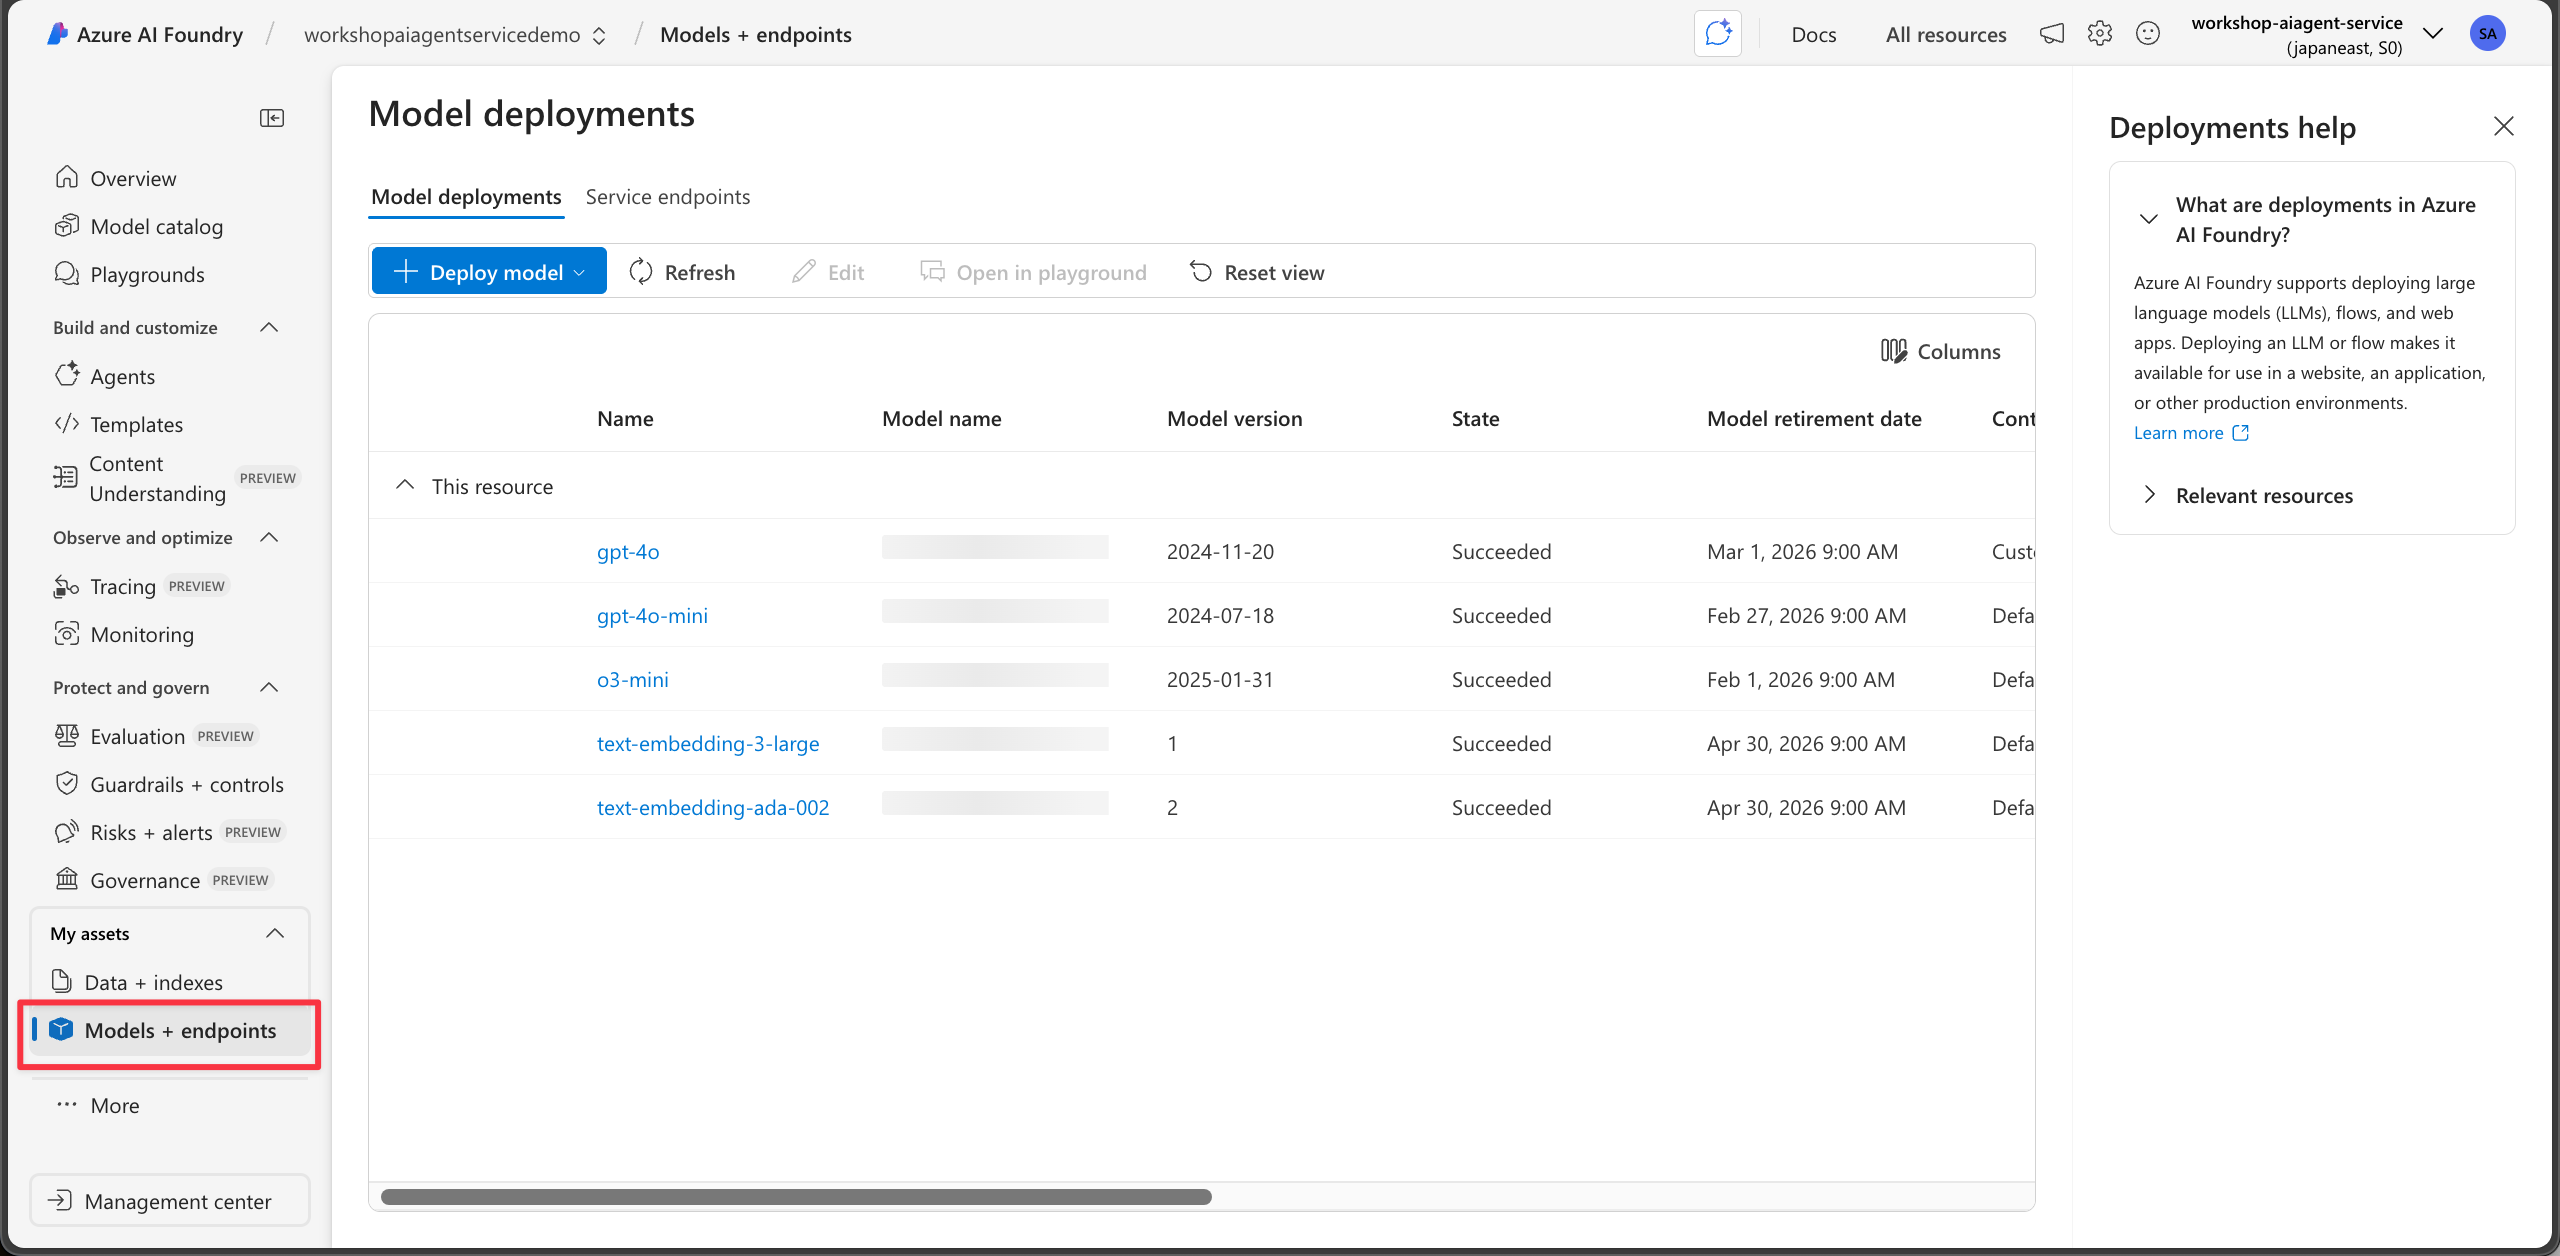 Azure AI Foundry / workshopaiagentservicedemo / Models + endpoints
Docs
All resources
workshop-aiagent-service
(japaneast, S0)
SA
Overview
Model catalog
Playgrounds
Build and customize
Agents
Templates
Content
Understanding
PREVIEW
Observe and optimize
Tracing PREVIEW
Monitoring
Protect and govern
Evaluation PREVIEW
Guardrails + controls
Risks + alerts PREVIEW
Governance PREVIEW
My assets
Data + indexes
Models + endpoints
More
Management center
Model deployments
Model deployments Service endpoints
Deploy model Refresh Edit Open in playground Reset view
Columns
Name Model name Model version State Model retirement date Cont
This resource
gpt-4o 2024-11-20 Succeeded Mar 1, 2026 9:00 AM Custo
gpt-4o-mini 2024-07-18 Succeeded Feb 27, 2026 9:00 AM Defa
o3-mini 2025-01-31 Succeeded Feb 1, 2026 9:00 AM Defa
text-embedding-3-large 1 Succeeded Apr 30, 2026 9:00 AM Defa
text-embedding-ada-002 2 Succeeded Apr 30, 2026 9:00 AM Defa
Deployments help
What are deployments in Azure
AI Foundry?
Azure AI Foundry supports deploying large
language models (LLMs), flows, and web
apps. Deploying an LLM or flow makes it
available for use in a website, an application,
or other production environments.
Learn more
Relevant resources